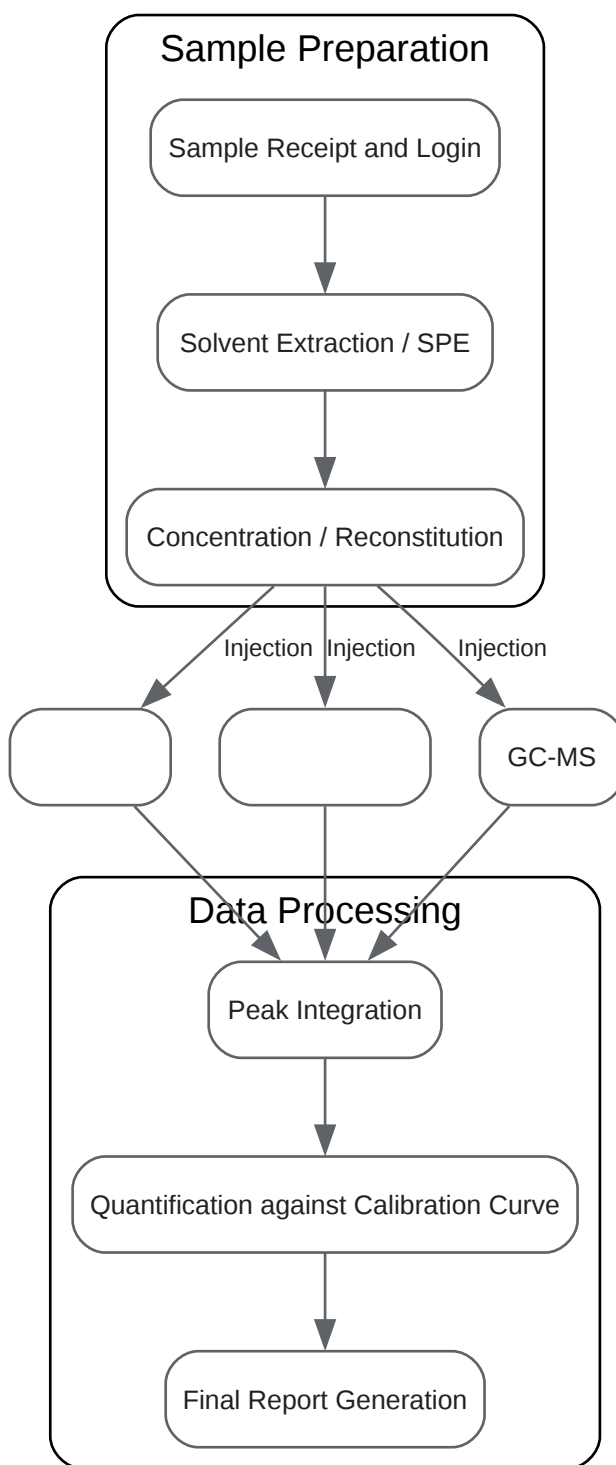 Sample Preparation
Sample Receipt and Login
Solvent Extraction / SPE
Concentration / Reconstitution
Injection
Injection
Injection
GC-MS
Data Processing
Peak Integration
Quantification against Calibration Curve
Final Report Generation